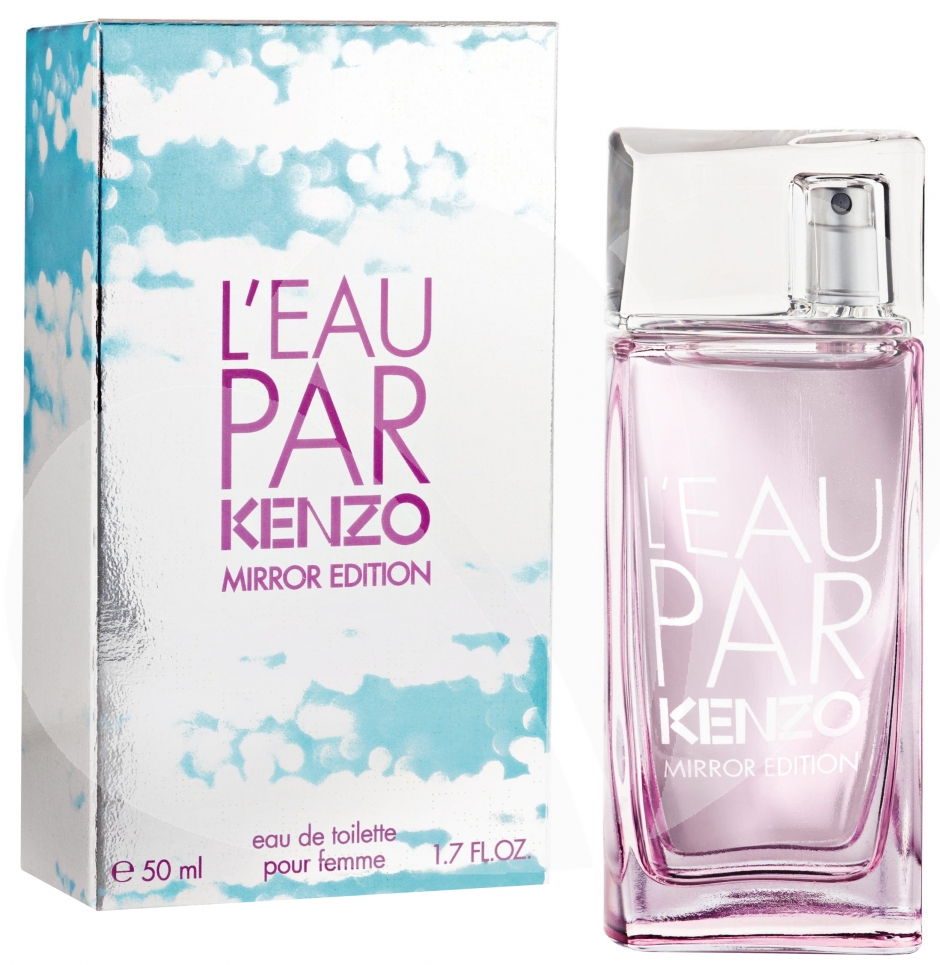 L'EAU
PAR
KENZO
MIRROR EDITION
eau de toilette
pour femme
℮ 50 ml
1.7 FL.OZ.
L'EAU
PAR
KENZO
MIRROR EDITION